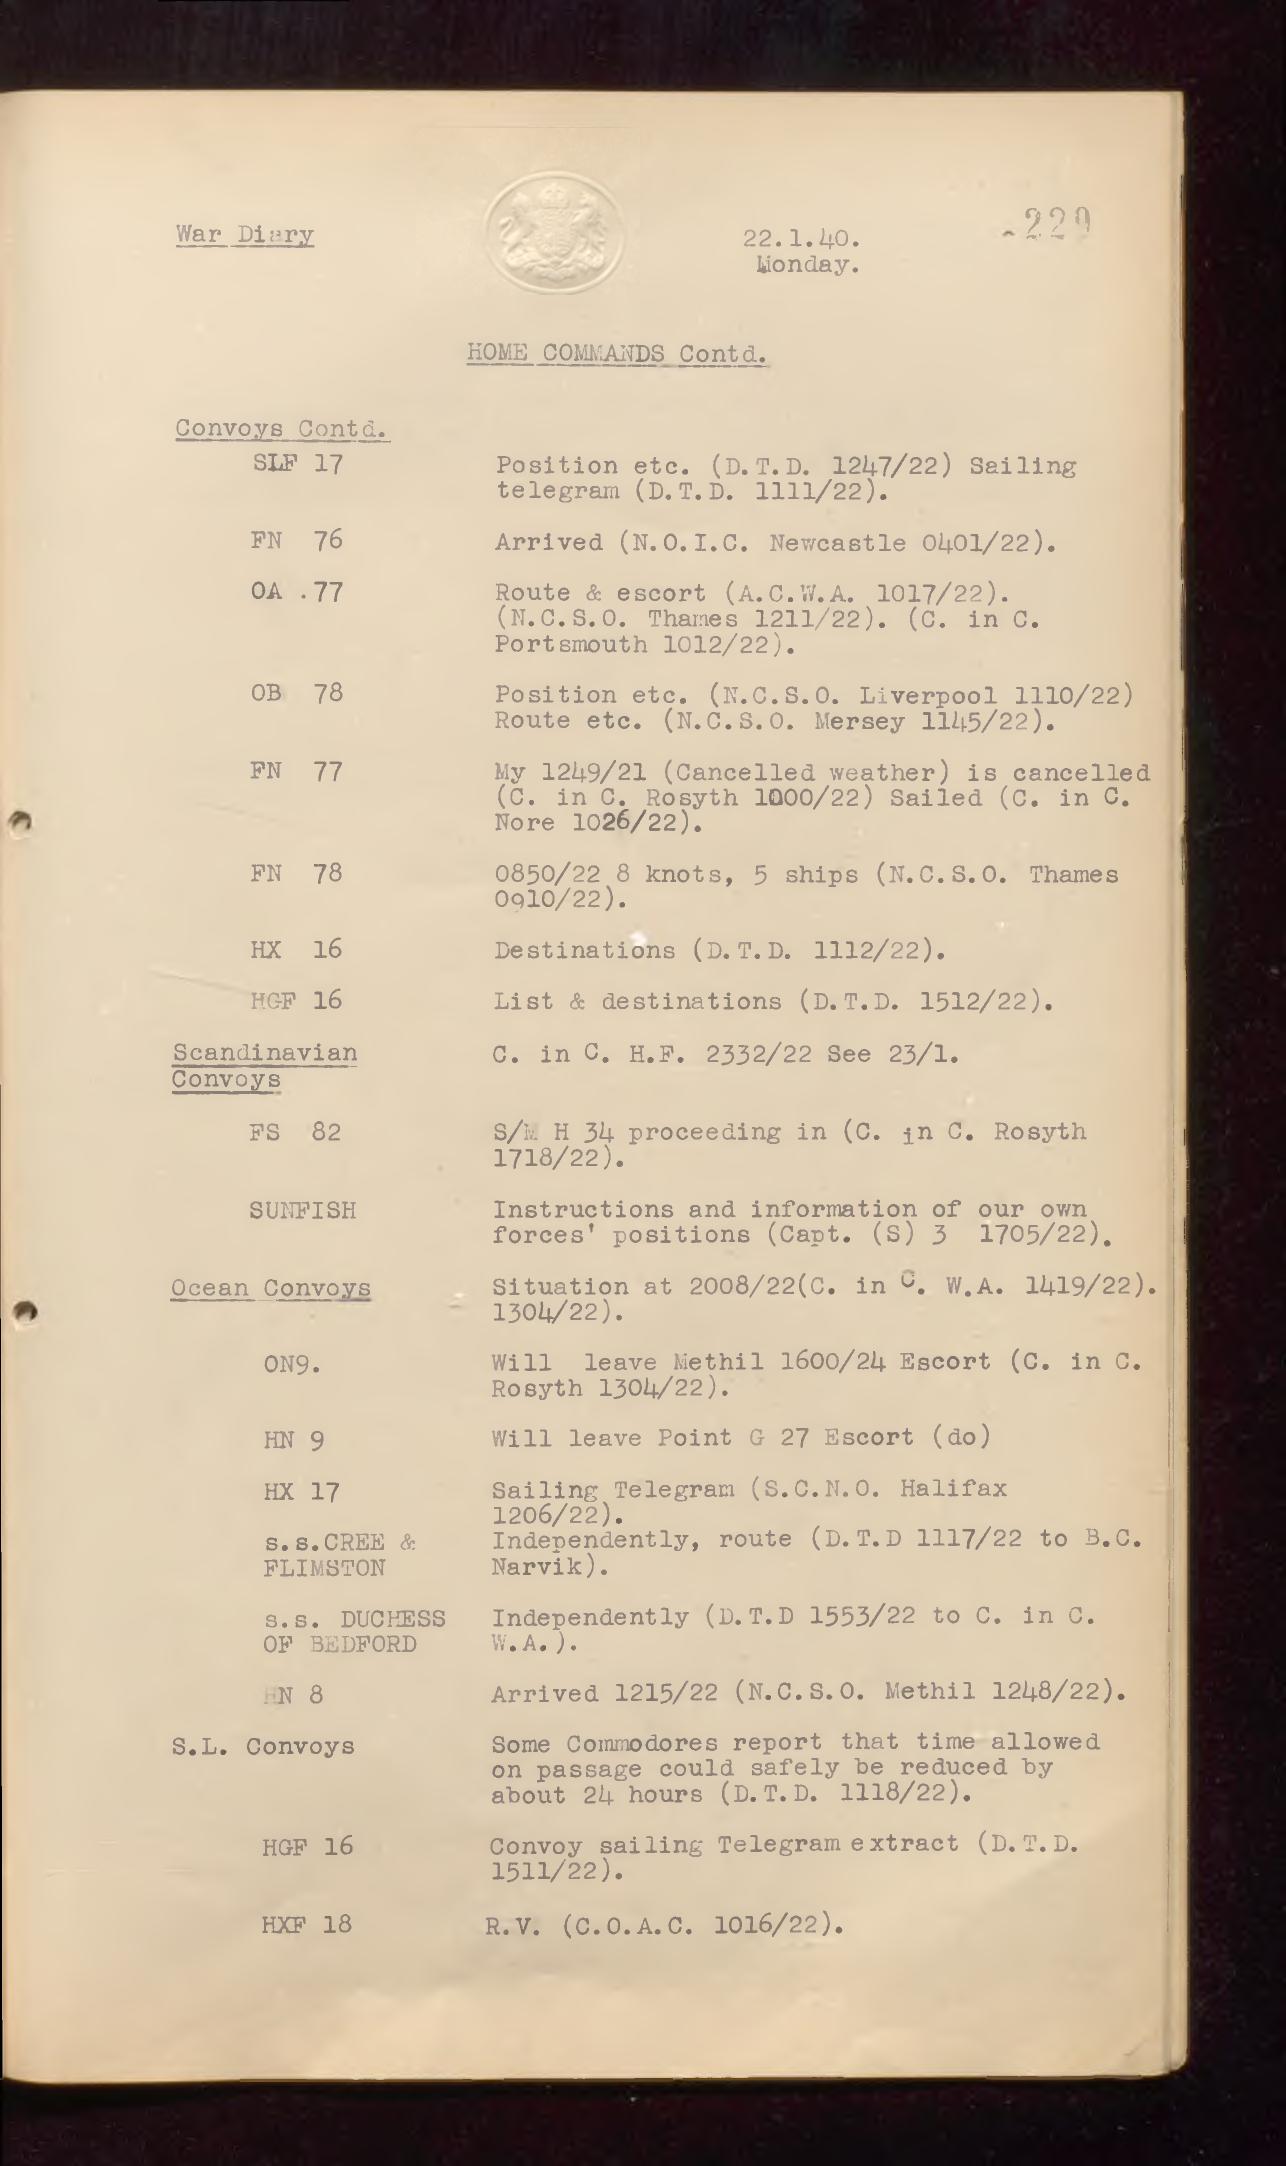 War Diary 22.1.40. 229
Monday.
HOME COMMANDS Contd.
Convoys Contd.
SLF 17 Position etc. (D.T.D. 1247/22) Sailing
telegram (D.T.D. 1111/22).
FN 76 Arrived (N.O.I.C. Newcastle 0401/22).
OA .77 Route & escort (A.C.W.A. 1017/22).
(N.C.S.O. Thames 1211/22). (C. in C.
Portsmouth 1012/22).
OB 78 Position etc. (N.C.S.O. Liverpool 1110/22)
Route etc. (N.C.S.O. Mersey 1145/22).
FN 77 My 1249/21 (Cancelled weather) is cancelled
(C. in C. Rosyth 1000/22) Sailed (C. in C.
Nore 1026/22).
FN 78 0850/22 8 knots, 5 ships (N.C.S.O. Thames
0910/22).
HX 16 Destinations (D.T.D. 1112/22).
HGF 16 List & destinations (D.T.D. 1512/22).
Scandinavian C. in C. H.F. 2332/22 See 23/1.
Convoys
FS 82 S/M H 34 proceeding in (C. in C. Rosyth
1718/22).
SUNFISH Instructions and information of our own
forces' positions (Capt. (S) 3 1705/22).
Ocean Convoys Situation at 2008/22(C. in C. W.A. 1419/22).
1304/22).
ON9. Will leave Methil 1600/24 Escort (C. in C.
Rosyth 1304/22).
HN 9 Will leave Point G 27 Escort (do)
HX 17 Sailing Telegram (S.C.N.O. Halifax
1206/22).
s.s.CREE & Independently, route (D.T.D 1117/22 to B.C.
FLIMSTON Narvik).
s.s. DUCHESS Independently (D.T.D 1553/22 to C. in C.
OF BEDFORD W.A.).
HN 8 Arrived 1215/22 (N.C.S.O. Methil 1248/22).
S.L. Convoys Some Commodores report that time allowed
on passage could safely be reduced by
about 24 hours (D.T.D. 1118/22).
HGF 16 Convoy sailing Telegram extract (D.T.D.
1511/22).
HXF 18 R.V. (C.O.A.C. 1016/22).